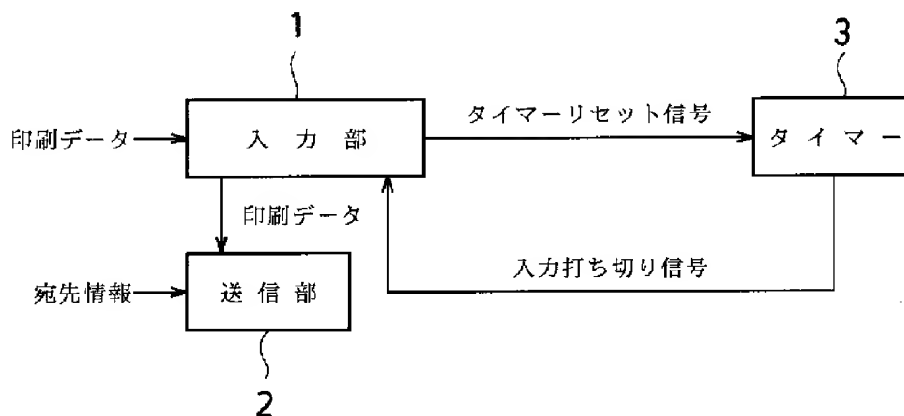 1
3
印刷データ
入力部
タイマーリセット信号
タイマー
印刷データ
入力打ち切り信号
宛先情報
送信部
2